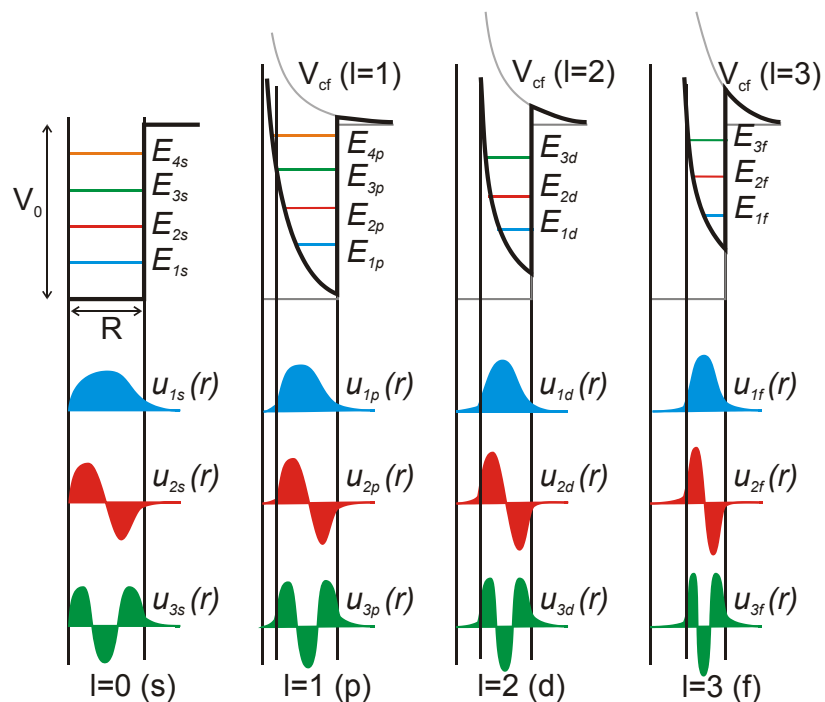 V_cf (l=1)
V_cf (l=2)
V_cf (l=3)
V_0
E_4s
E_3s
E_2s
E_1s
E_4p
E_3p
E_2p
E_1p
E_3d
E_2d
E_1d
E_3f
E_2f
E_1f
R
u_1s(r)
u_1p(r)
u_1d(r)
u_1f(r)
u_2s(r)
u_2p(r)
u_2d(r)
u_2f(r)
u_3s(r)
u_3p(r)
u_3d(r)
u_3f(r)
l=0 (s)
l=1 (p)
l=2 (d)
l=3 (f)